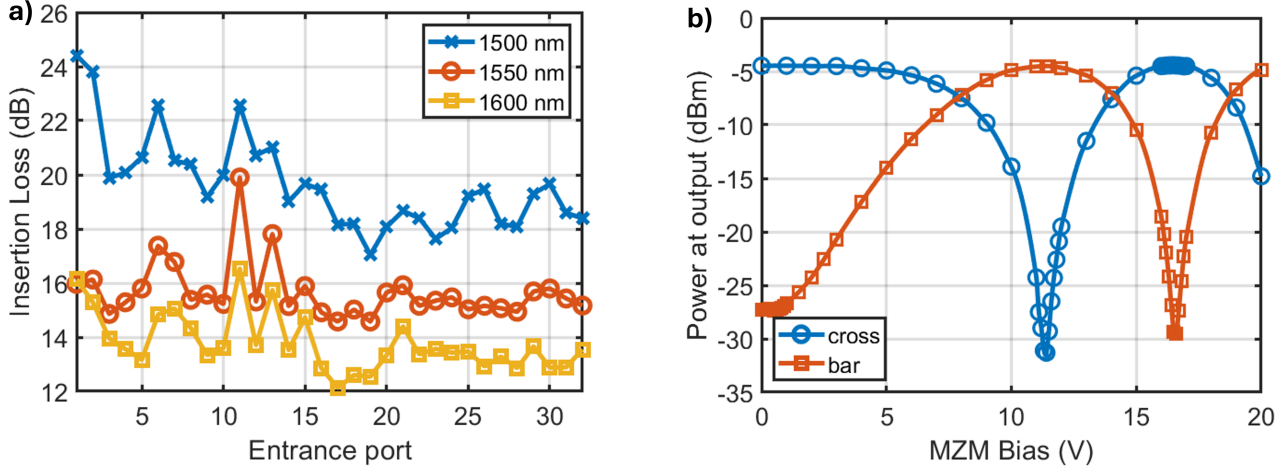 a)
Insertion Loss (dB)
26
24
22
20
18
16
14
12
5
10
15
20
25
30
Entrance port
1500 nm
1550 nm
1600 nm
b)
Power at output (dBm)
0
-5
-10
-15
-20
-25
-30
-35
0
5
10
15
20
MZM Bias (V)
cross
bar